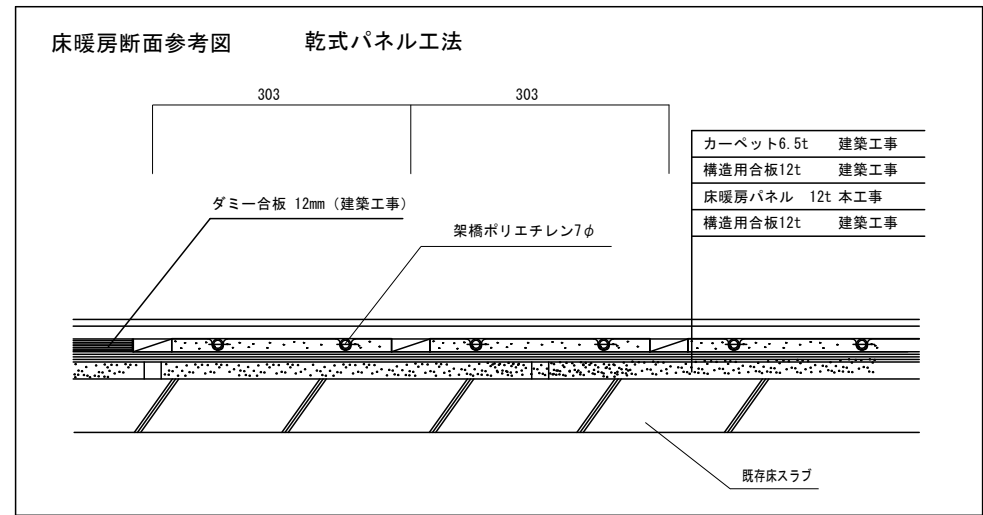 床暖房断面参考図　　乾式パネル工法
303　303
カーペット6.5t　建築工事
構造用合板12t　建築工事
床暖房パネル　12t 本工事
構造用合板12t　建築工事
ダミー合板 12mm（建築工事）
架橋ポリエチレン7φ
既存床スラブ